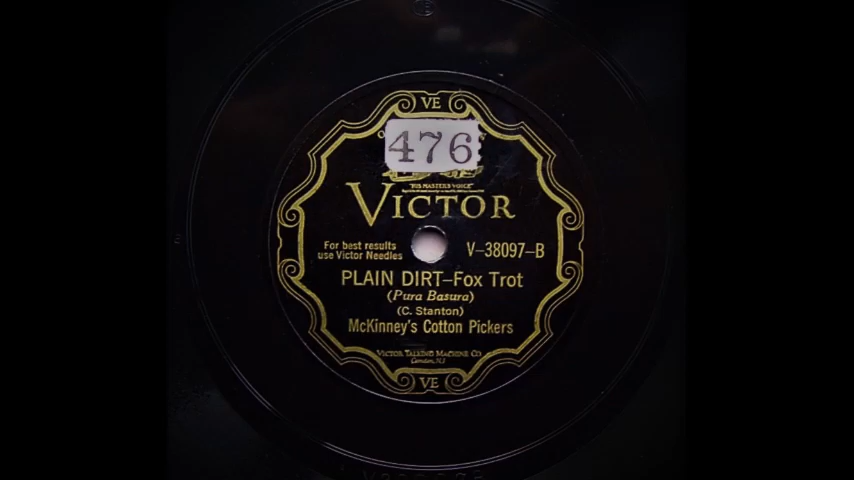 VE
476
"HIS MASTER'S VOICE"
VICTOR
For best results
use Victor Needles
V-38097-B
PLAIN DIRT-Fox Trot
(Pura Basura)
(C. Stanton)
McKinney's Cotton Pickers
VICTOR TALKING MACHINE CO.
Camden, N.J.
VE